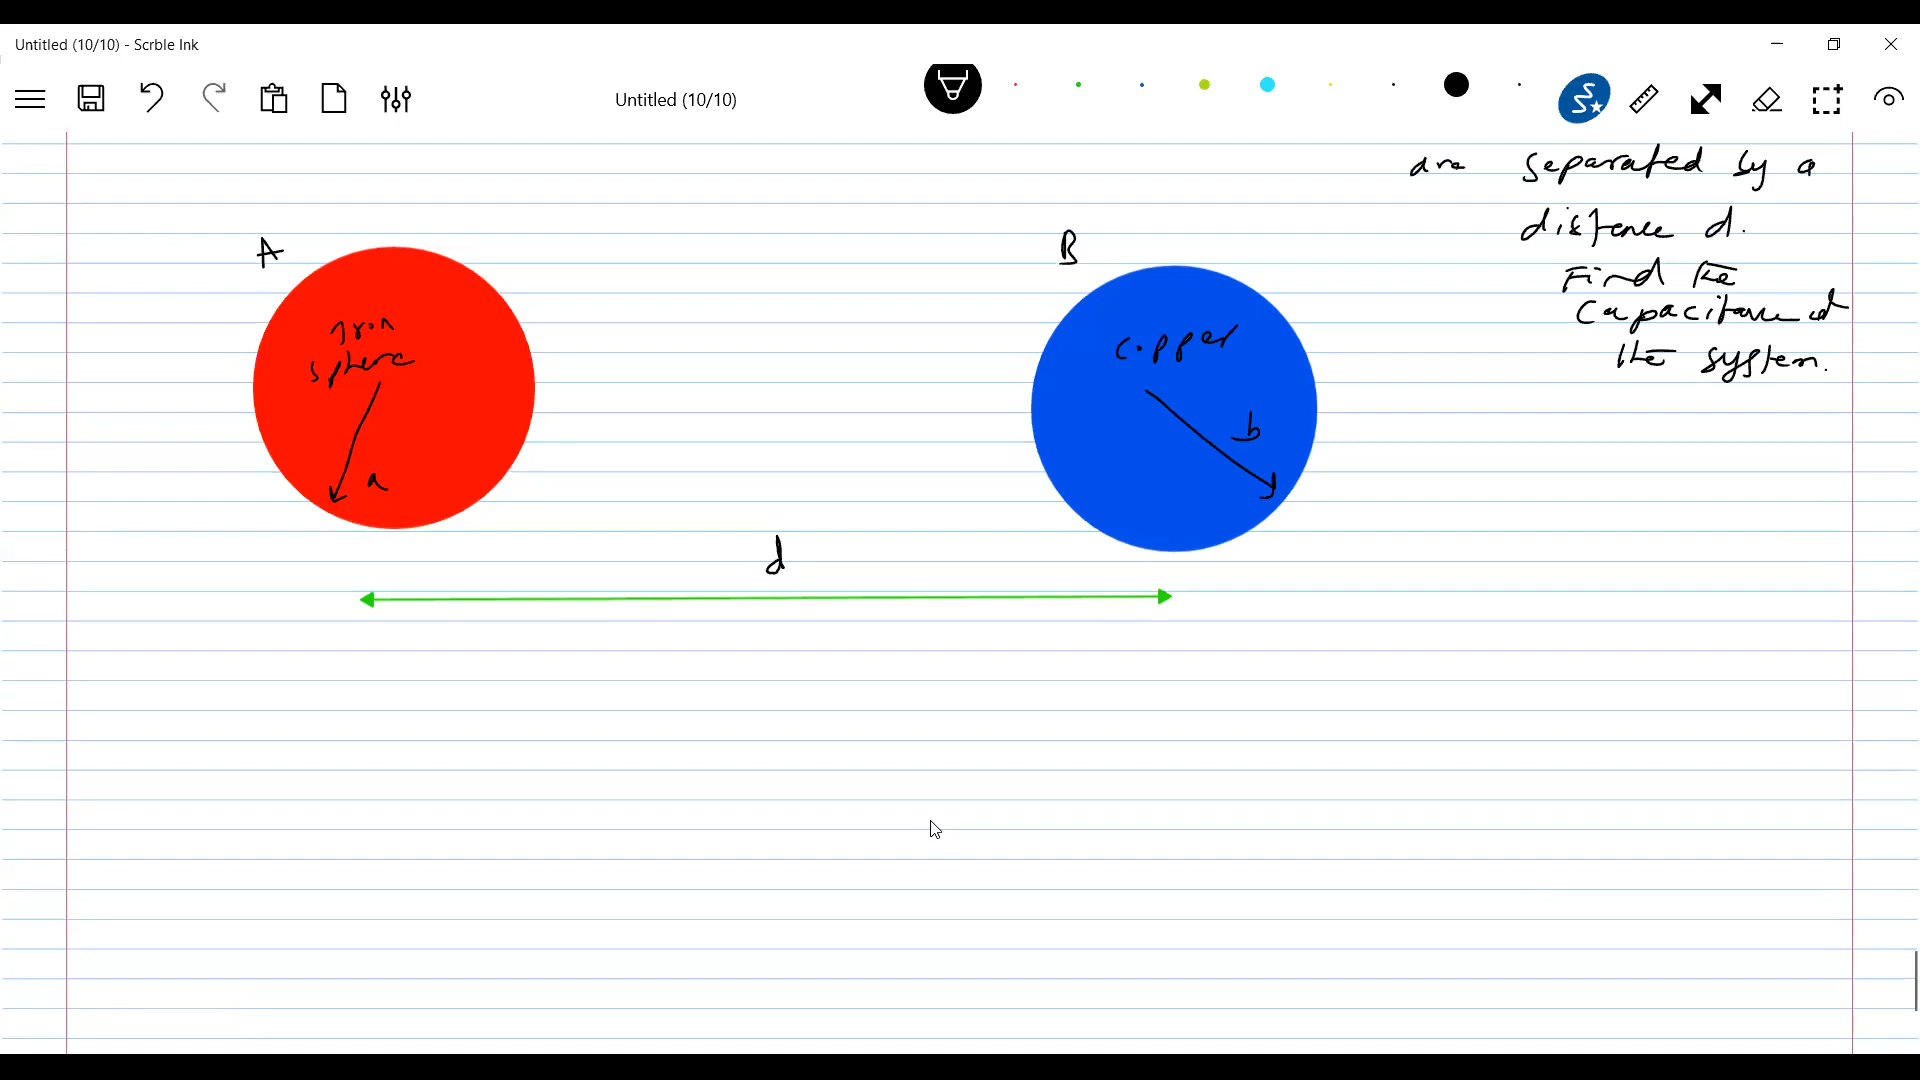 Untitled (10/10) - Scrble Ink
Untitled (10/10)
are separated by a
distance d.
Find the
Capacitance of
the system.
A
B
Iron
sphere
copper
a
b
d